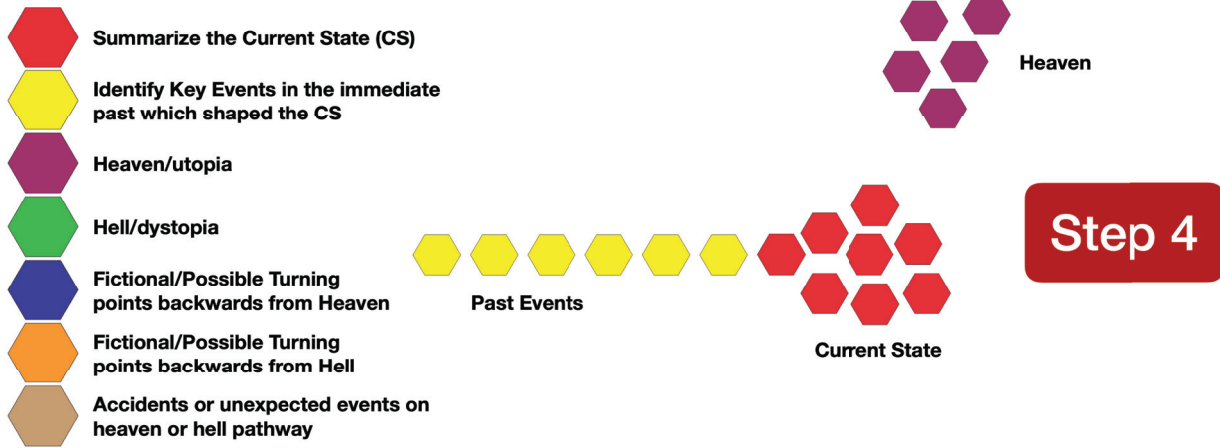 Summarize the Current State (CS)
Identify Key Events in the immediate
past which shaped the CS
Heaven/utopia
Hell/dystopia
Fictional/Possible Turning
points backwards from Heaven
Fictional/Possible Turning
points backwards from Hell
Accidents or unexpected events on
heaven or hell pathway
Heaven
Step 4
Past Events
Current State